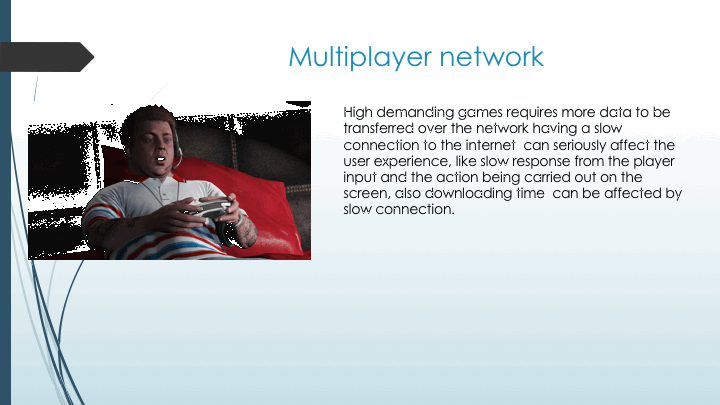 Multiplayer network
High demanding games requires more data to be
transferred over the network having a slow
connection to the internet  can seriously affect the
user experience, like slow response from the player
input and the action being carried out on the
screen, also downloading time  can be affected by
slow connection.